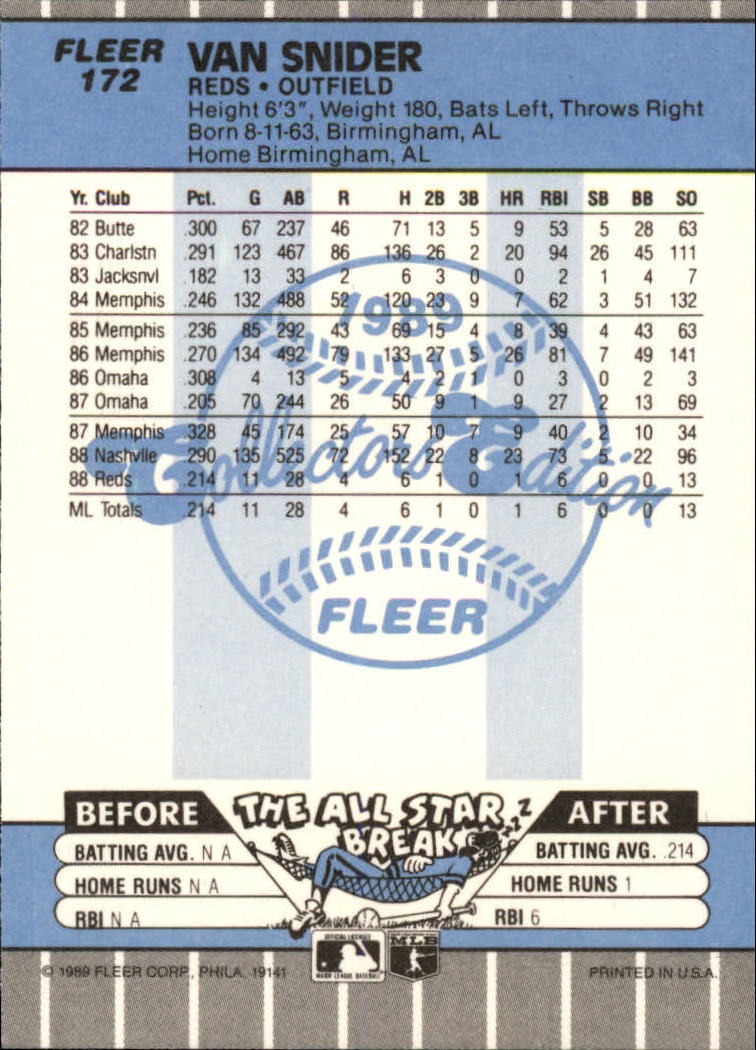 FLEER
172
VAN SNIDER
REDS • OUTFIELD
Height 6'3", Weight 180, Bats Left, Throws Right
Born 8-11-63, Birmingham, AL
Home Birmingham, AL
Yr. Club Pct. G AB R H 2B 3B HR RBI SB BB SO
82 Butte .300 67 237 46 71 13 5 9 53 5 28 63
83 Charlstn .291 123 467 86 136 26 2 20 94 26 45 111
83 Jacksnvl .182 13 33 2 6 3 0 0 2 1 4 7
84 Memphis .246 132 488 52 120 23 9 7 62 3 51 132
85 Memphis .236 85 292 43 69 15 4 8 39 4 43 63
86 Memphis .270 134 492 79 133 27 5 26 81 7 49 141
86 Omaha .308 4 13 5 4 2 1 0 3 0 2 3
87 Omaha .205 70 244 26 50 9 1 9 27 2 13 69
87 Memphis .328 45 174 25 57 10 7 9 40 2 10 34
88 Nashvlle .290 135 525 72 152 22 8 23 73 5 22 96
88 Reds .214 11 28 4 6 1 0 1 6 0 0 13
ML Totals .214 11 28 4 6 1 0 1 6 0 0 13
1989
Collectors Edition
FLEER
BEFORE THE ALL STAR BREAK AFTER
ZZZ
BATTING AVG. N A
BATTING AVG. .214
HOME RUNS N A
HOME RUNS 1
RBI N A
RBI 6
OFFICIAL LICENSEE
MAJOR LEAGUE BASEBALL
MLB
© 1989 FLEER CORP., PHILA. 19141
PRINTED IN U.S.A.